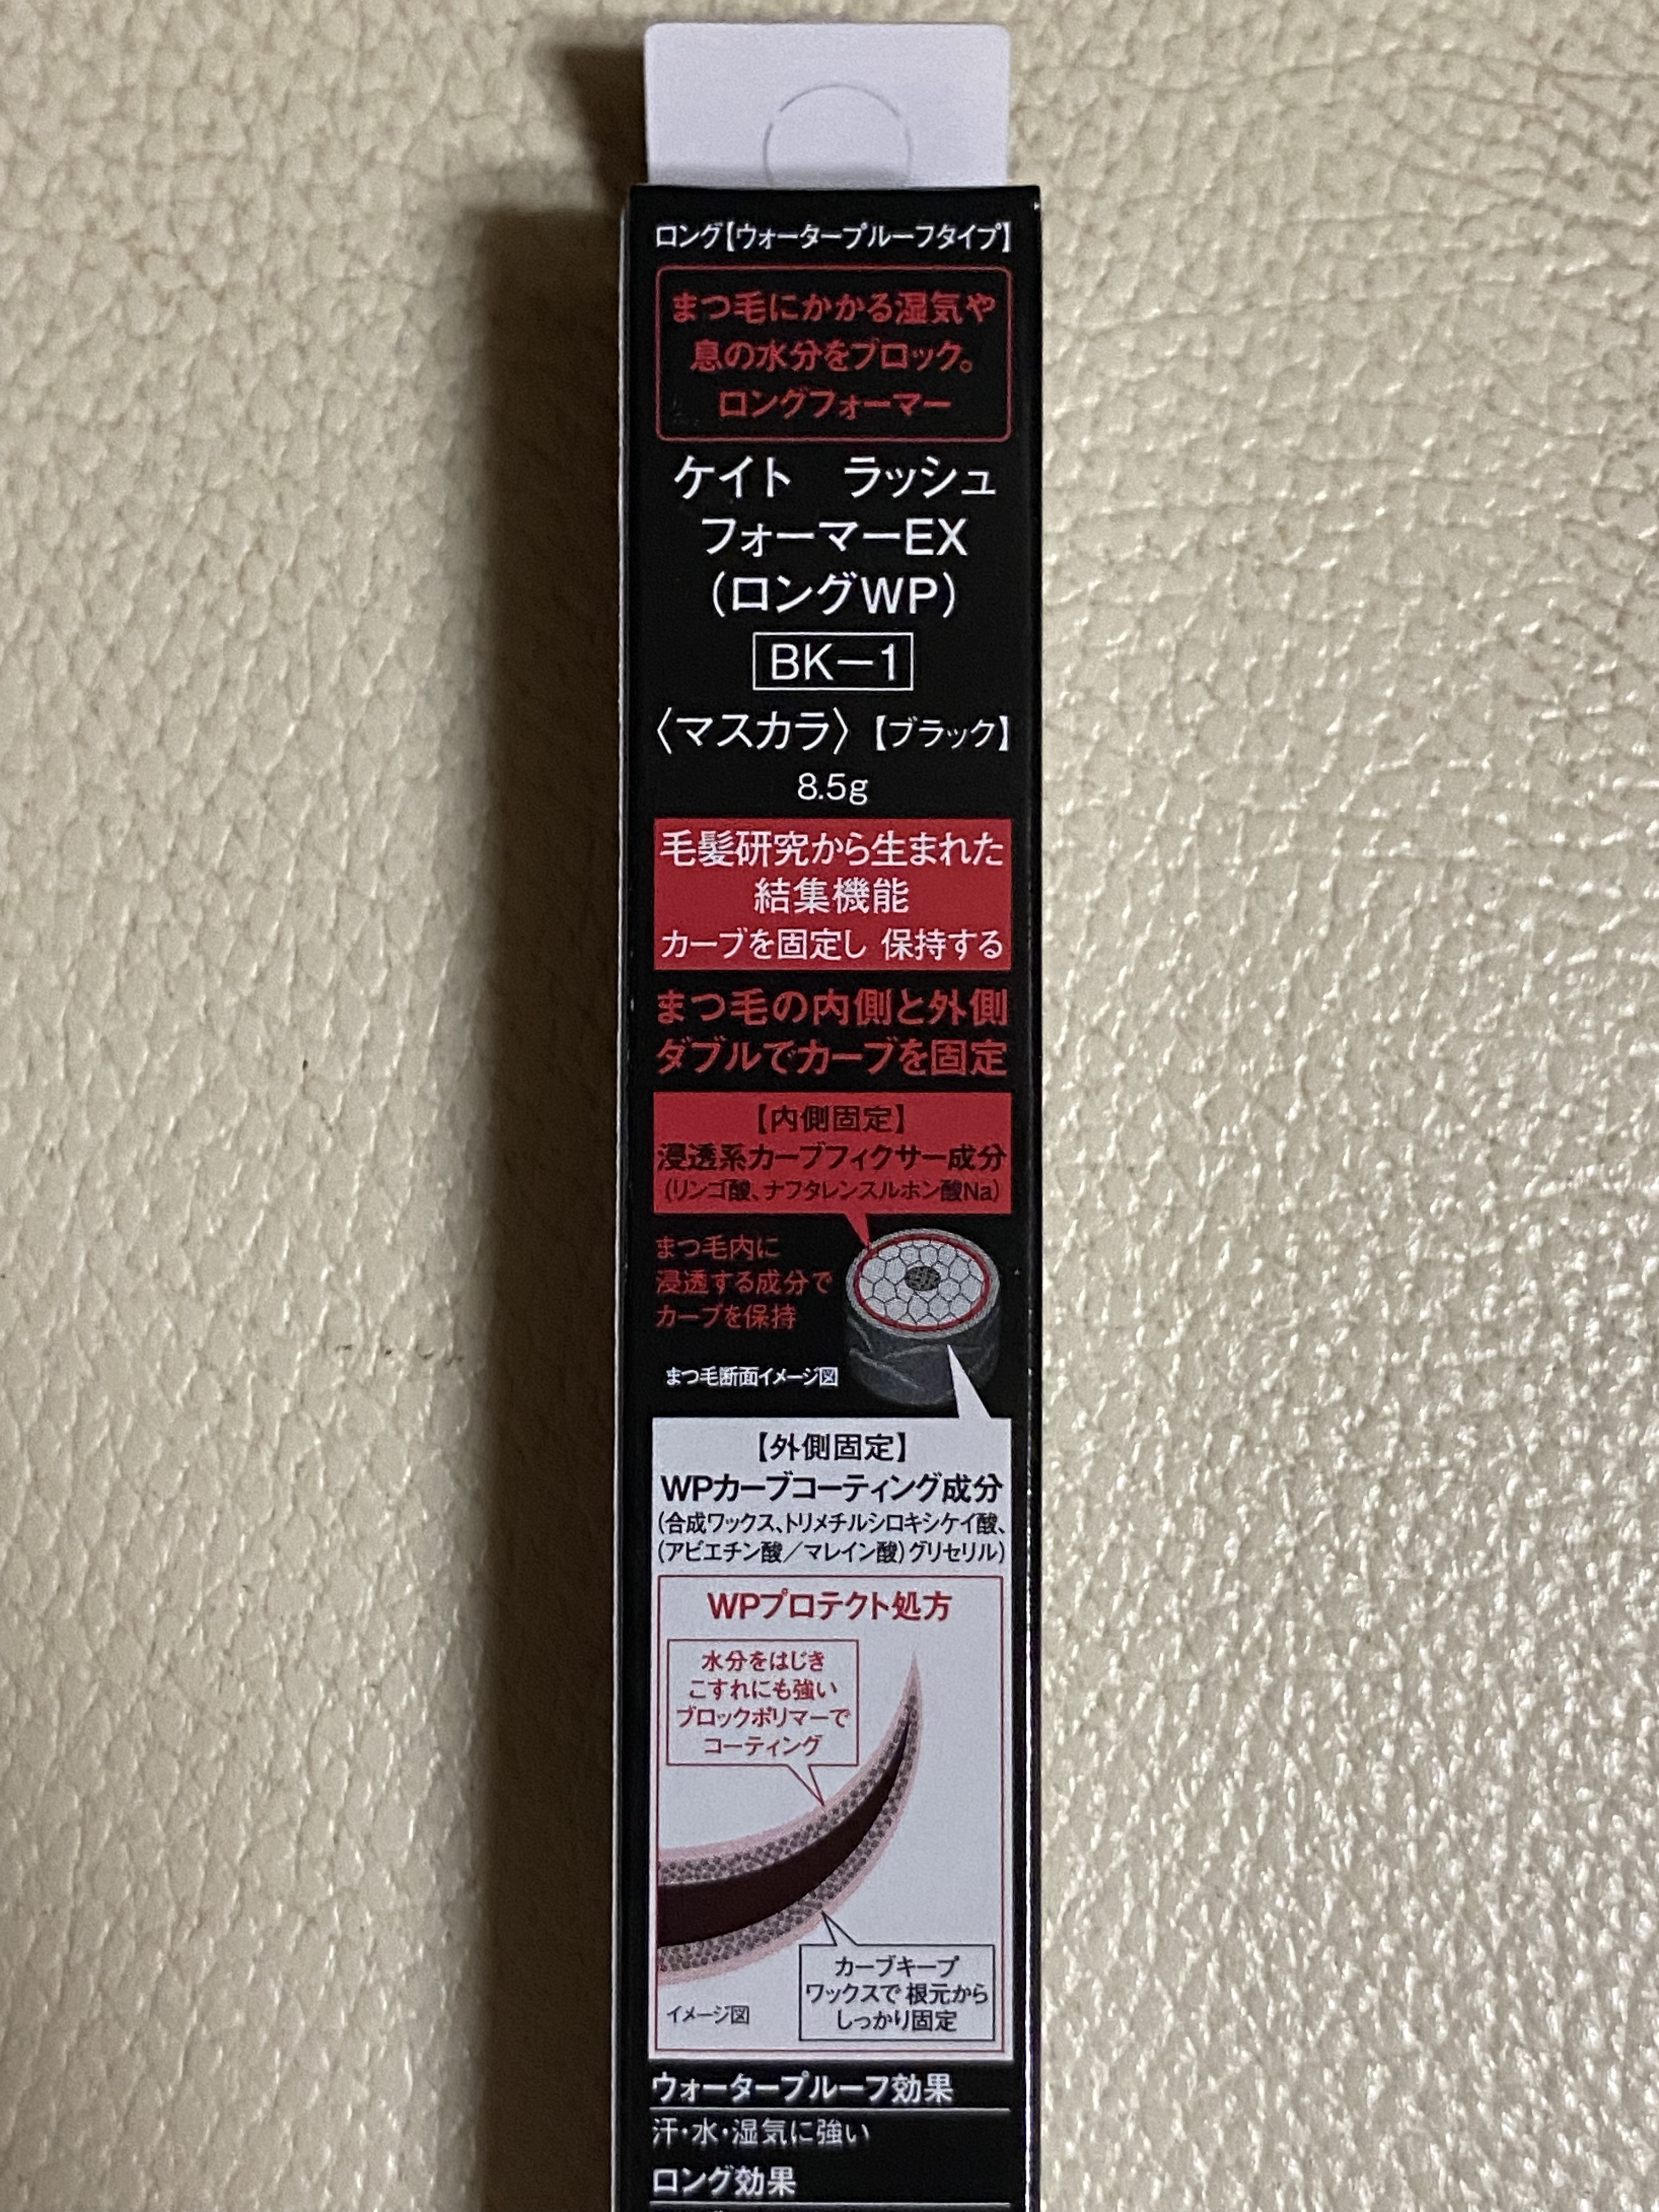 ロング【ウォータープルーフタイプ】
まつ毛にかかる湿気や
息の水分をブロック。
ロングフォーマー
ケイト　ラッシュ
フォーマーEX
（ロングWP）
BK－1
〈マスカラ〉【ブラック】
8.5g
毛髪研究から生まれた
結集機能
カーブを固定し 保持する
まつ毛の内側と外側
ダブルでカーブを固定
【内側固定】
浸透系カーブフィクサー成分
（リンゴ酸、ナフタレンスルホン酸Na）
まつ毛内に
浸透する成分で
カーブを保持
まつ毛断面イメージ図
【外側固定】
WPカーブコーティング成分
（合成ワックス、トリメチルシロキシケイ酸、
（アビエチン酸／マレイン酸）グリセリル）
WPプロテクト処方
水分をはじき
こすれにも強い
ブロックポリマーで
コーティング
カーブキープ
ワックスで 根元から
しっかり固定
イメージ図
ウォータープルーフ効果
汗・水・湿気に強い
ロング効果